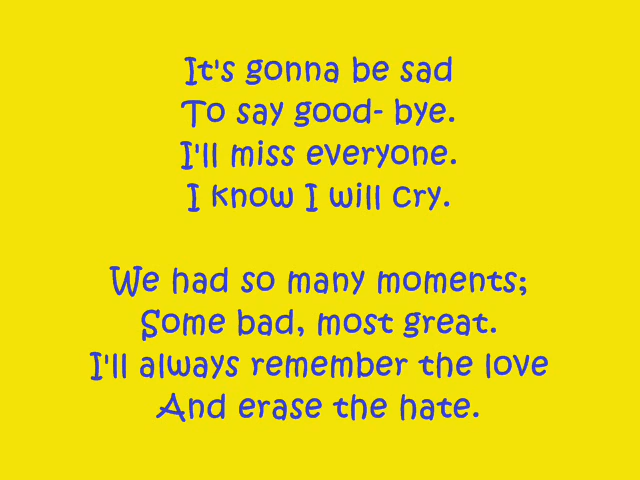 It's gonna be sad
To say good- bye.
I'll miss everyone.
I know I will cry.
We had so many moments;
Some bad, most great.
I'll always remember the love
And erase the hate.